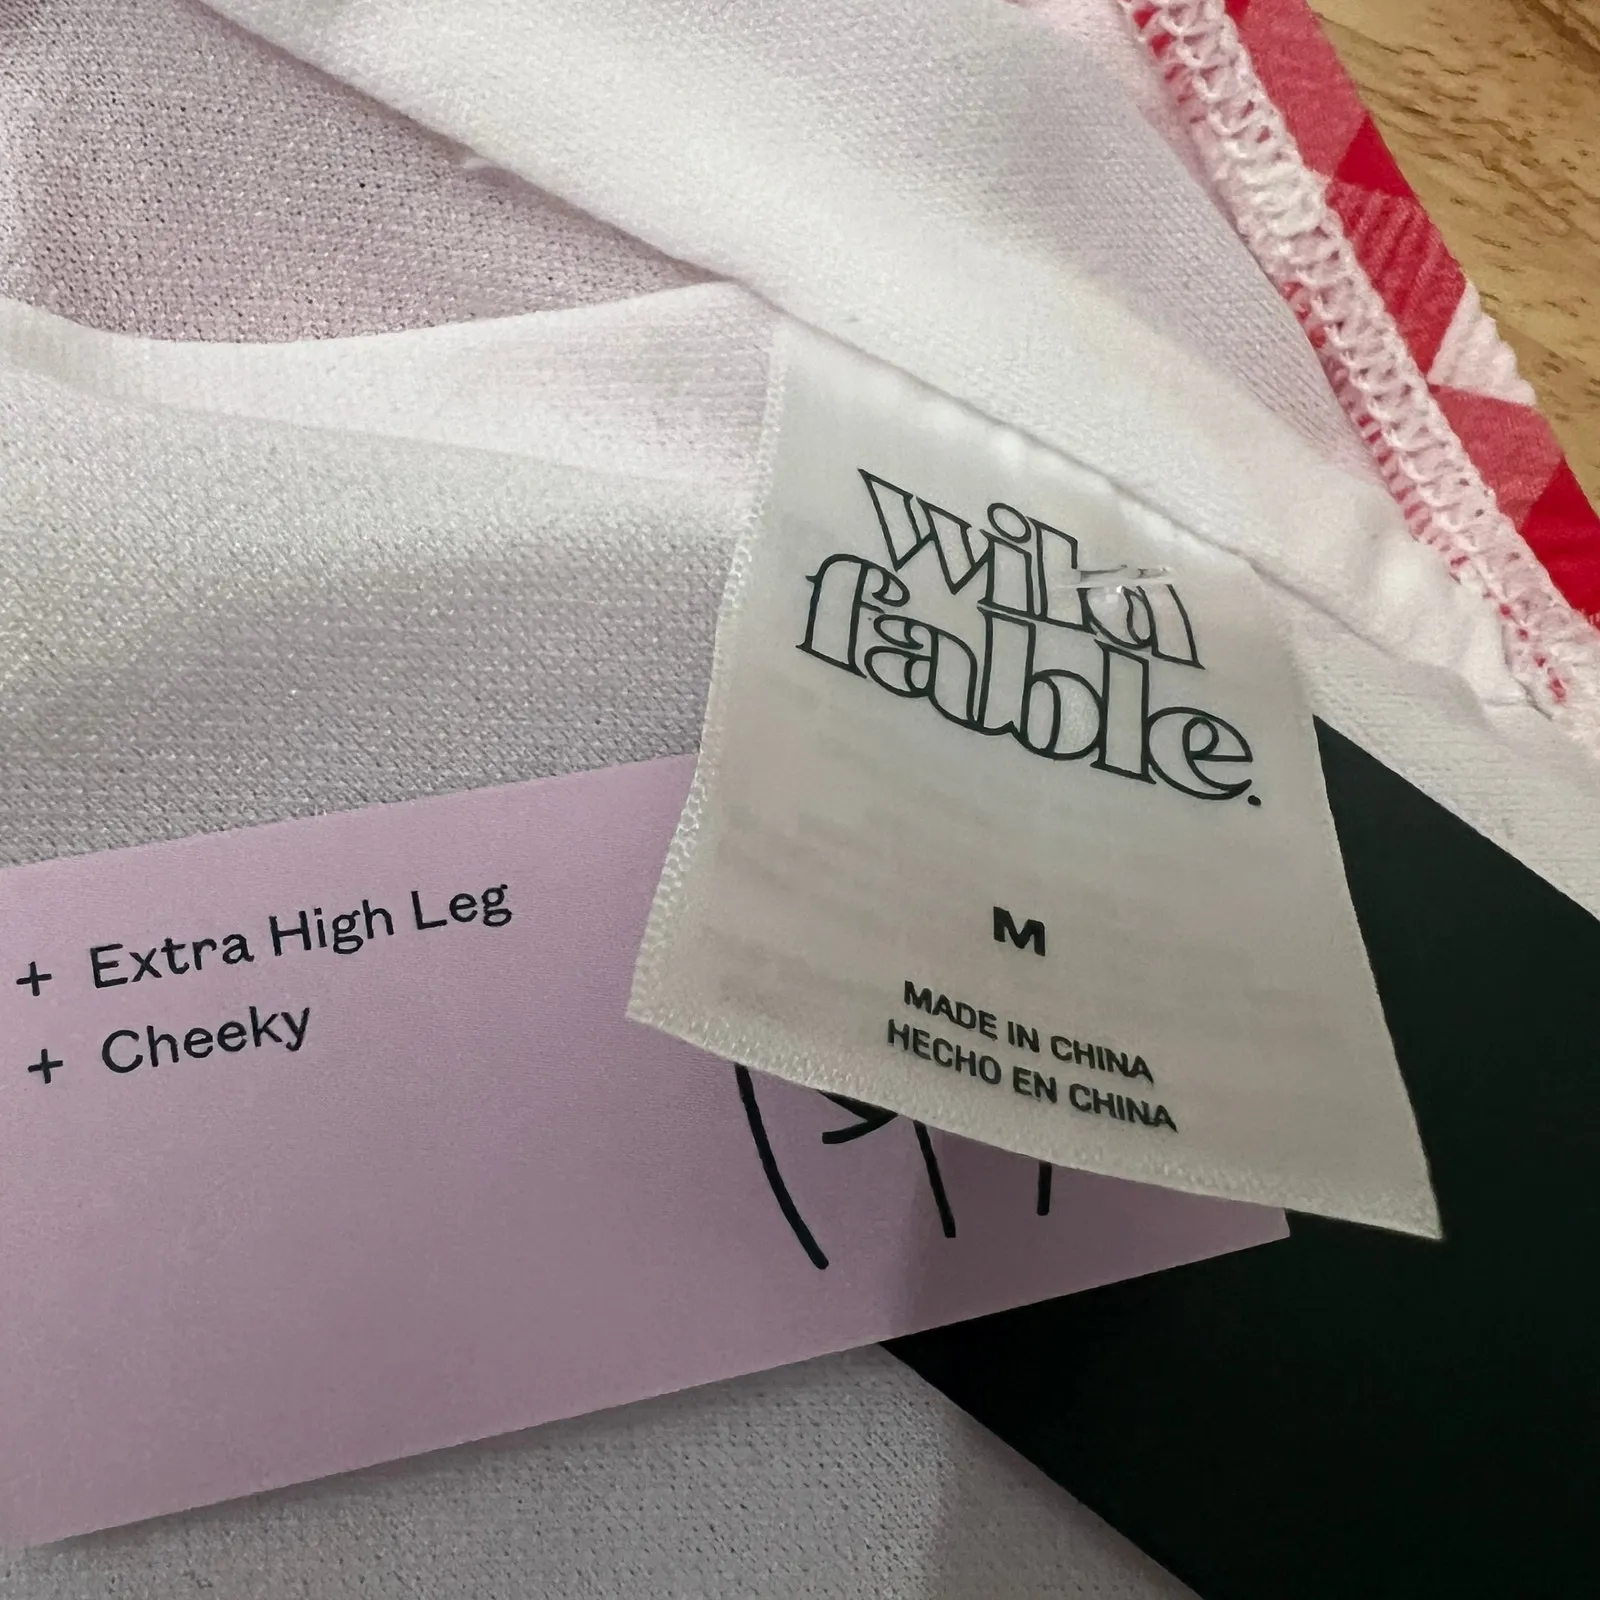 wild
fable.
M
MADE IN CHINA
HECHO EN CHINA
+ Extra High Leg
+ Cheeky